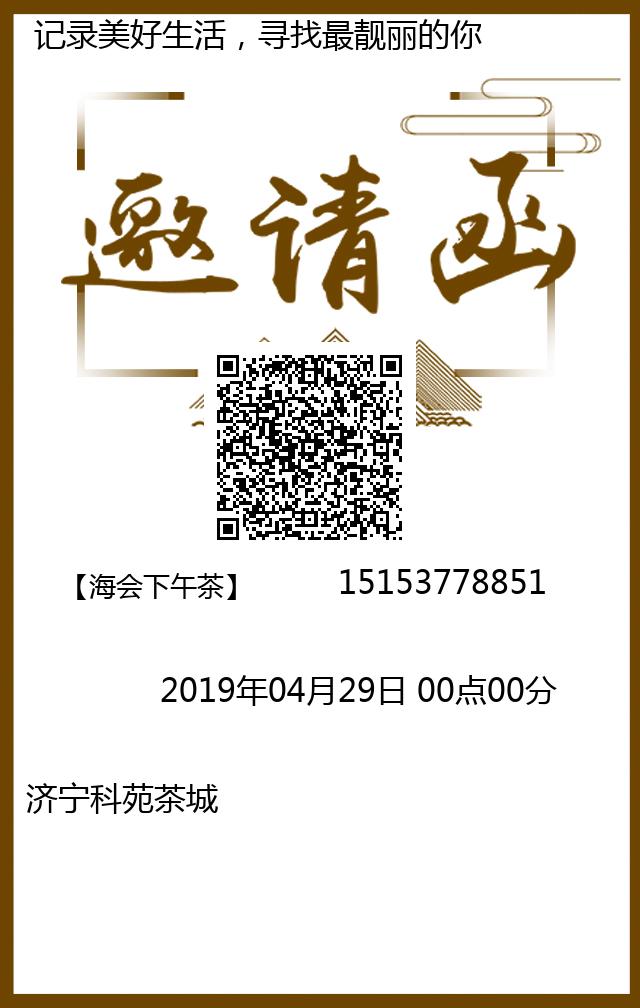 记录美好生活，寻找最靓丽的你
邀请函
【海会下午茶】 15153778851
2019年04月29日 00点00分
济宁科苑茶城